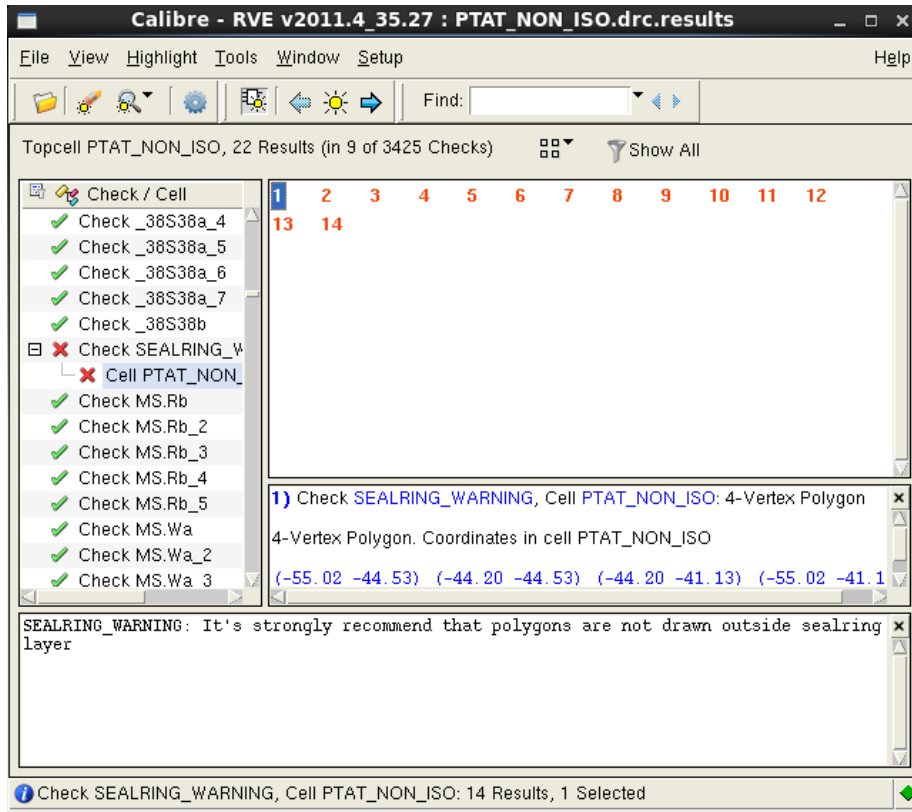 Calibre - RVE v2011.4_35.27 : PTAT_NON_ISO.drc.results
File View Highlight Tools Window Setup Help
Find:
Topcell PTAT_NON_ISO, 22 Results (in 9 of 3425 Checks) Show All
Check / Cell
Check _38S38a_4
Check _38S38a_5
Check _38S38a_6
Check _38S38a_7
Check _38S38b
Check SEALRING_W
Cell PTAT_NON_
Check MS.Rb
Check MS.Rb_2
Check MS.Rb_3
Check MS.Rb_4
Check MS.Rb_5
Check MS.Wa
Check MS.Wa_2
Check MS.Wa_3
1 2 3 4 5 6 7 8 9 10 11 12
13 14
1) Check SEALRING_WARNING, Cell PTAT_NON_ISO: 4-Vertex Polygon
4-Vertex Polygon. Coordinates in cell PTAT_NON_ISO
(-55.02 -44.53) (-44.20 -44.53) (-44.20 -41.13) (-55.02 -41.1
SEALRING_WARNING: It's strongly recommend that polygons are not drawn outside sealring
layer
Check SEALRING_WARNING, Cell PTAT_NON_ISO: 14 Results, 1 Selected